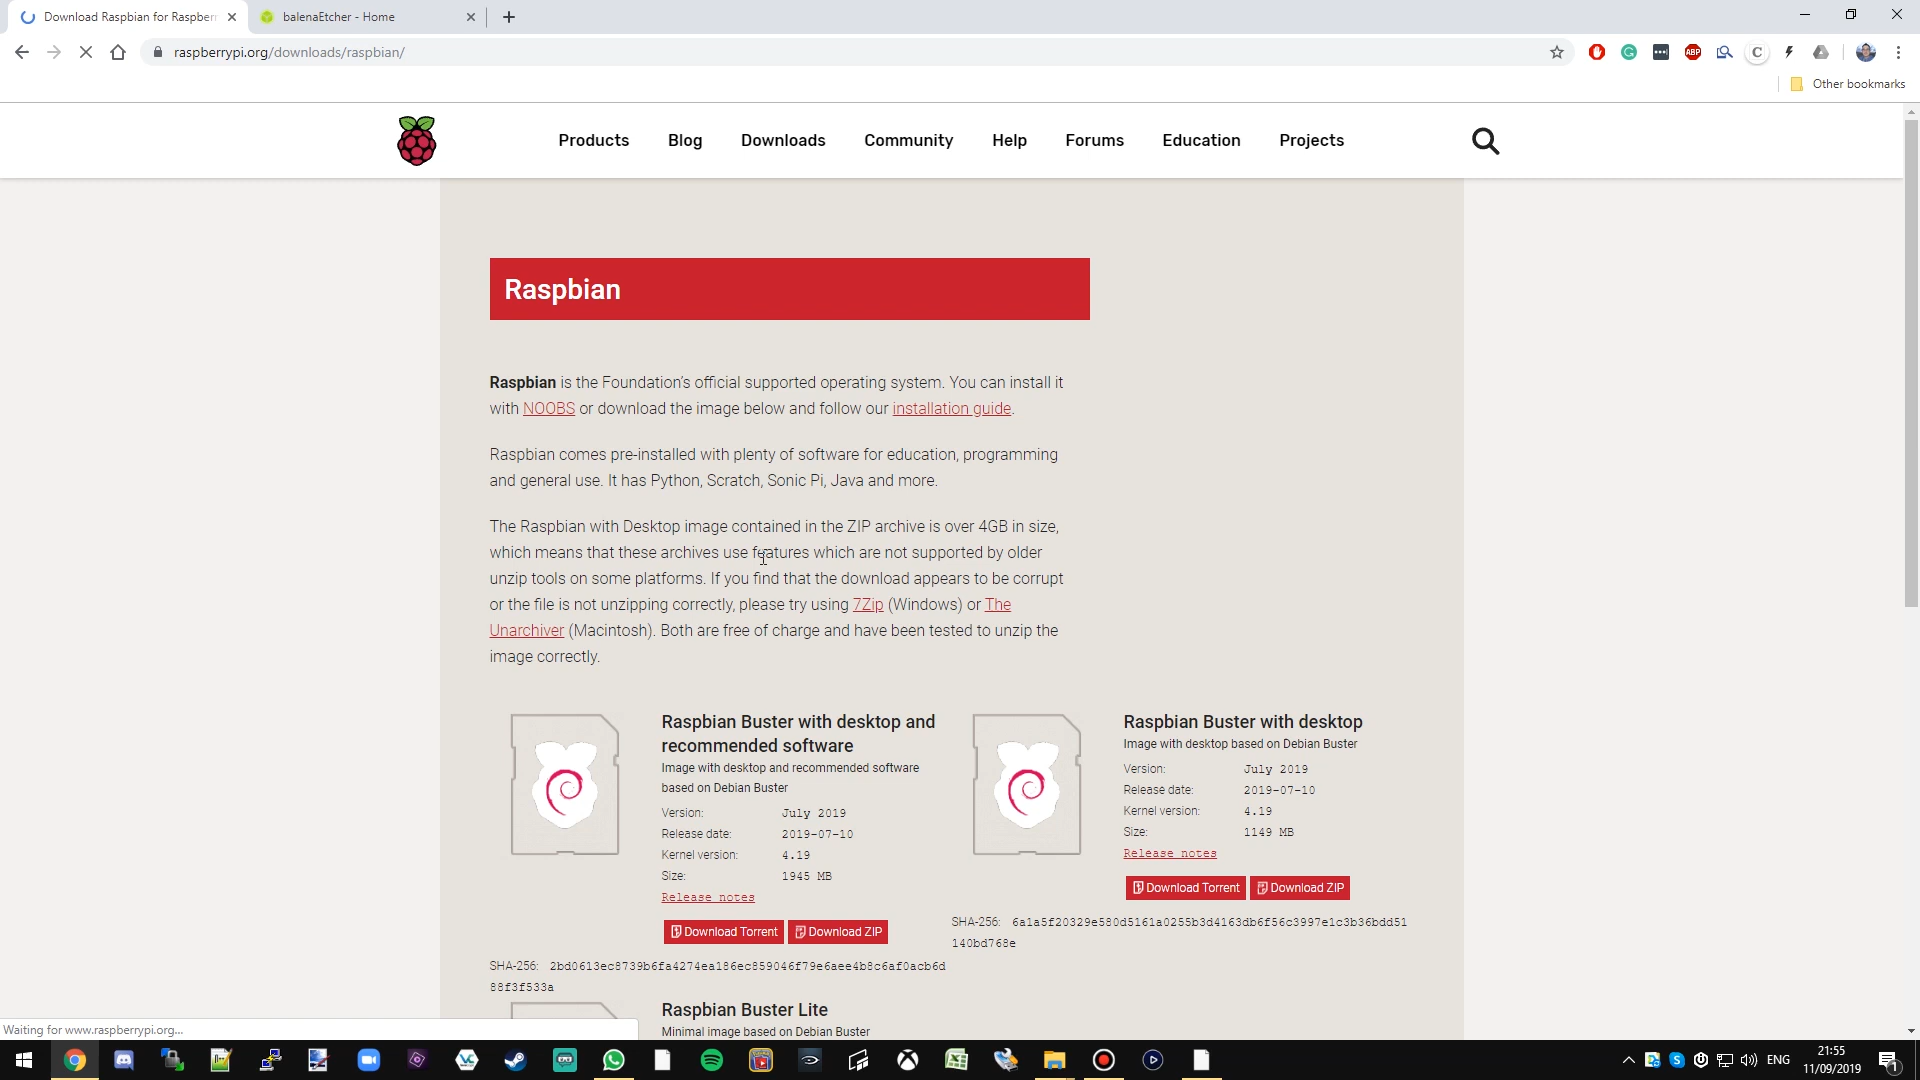 Download Raspbian for Raspberr
balenaEtcher - Home
raspberrypi.org/downloads/raspbian/
ABP
C
Other bookmarks
Products Blog Downloads Community Help Forums Education Projects
Raspbian
Raspbian is the Foundation's official supported operating system. You can install it
with NOOBS or download the image below and follow our installation guide.
Raspbian comes pre-installed with plenty of software for education, programming
and general use. It has Python, Scratch, Sonic Pi, Java and more.
The Raspbian with Desktop image contained in the ZIP archive is over 4GB in size,
which means that these archives use features which are not supported by older
unzip tools on some platforms. If you find that the download appears to be corrupt
or the file is not unzipping correctly, please try using 7Zip (Windows) or The
Unarchiver (Macintosh). Both are free of charge and have been tested to unzip the
image correctly.
Raspbian Buster with desktop and
recommended software
Image with desktop and recommended software
based on Debian Buster
Version: July 2019
Release date: 2019-07-10
Kernel version: 4.19
Size: 1945 MB
Release notes
Download Torrent Download ZIP
SHA-256: 2bd0613ec8739b6fa4274ea186ec859046f79e6aee4b8c6af0acb6d
88f3f533a
Raspbian Buster with desktop
Image with desktop based on Debian Buster
Version: July 2019
Release date: 2019-07-10
Kernel version: 4.19
Size: 1149 MB
Release notes
Download Torrent Download ZIP
SHA-256: 6a1a5f20329e580d5161a0255b3d4163db6f56c3997e1c3b36bdd51
140bd768e
Raspbian Buster Lite
Minimal image based on Debian Buster
Waiting for www.raspberrypi.org...
ENG
21:55
11/09/2019
1